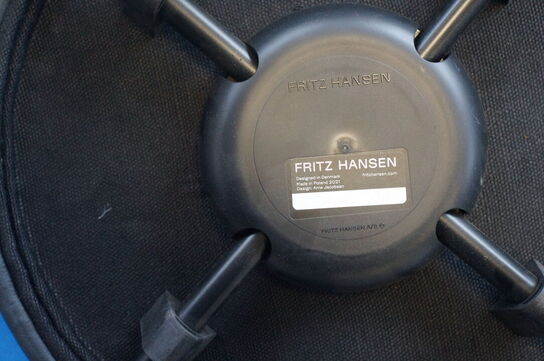 FRITZ HANSEN
FRITZ HANSEN
Designed in Denmark
fritzhansen.com
Made in Poland 2021
Design: Arne Jacobsen
FRITZ HANSEN A/S ©